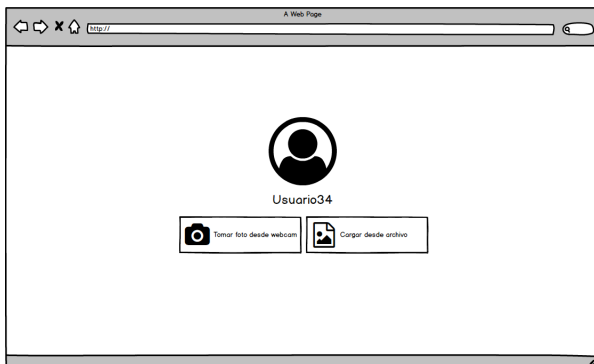 A Web Page
http://
Usuario34
Tomar foto desde webcam
Cargar desde archivo